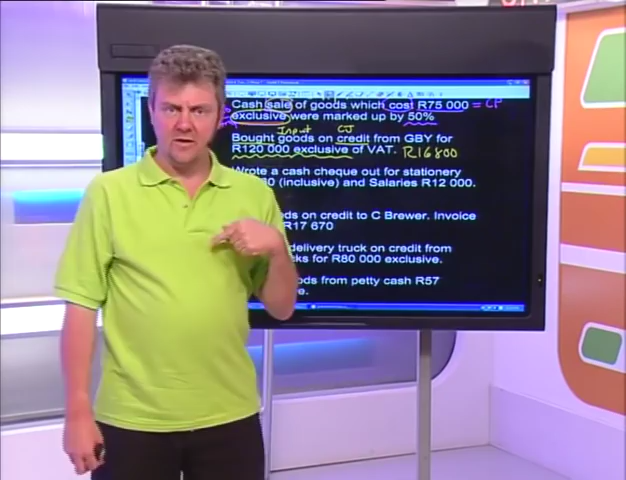 Cash sale of goods which cost R75 000 = CP
exclusive were marked up by 50%
Input CJ
Bought goods on credit from GBY for
R120 000 exclusive of VAT. R16 800
Wrote a cash cheque out for stationery
(inclusive) and Salaries R12 000.
on credit to C Brewer. Invoice
R17 670
delivery truck on credit from
for R80 000 exclusive.
from petty cash R57